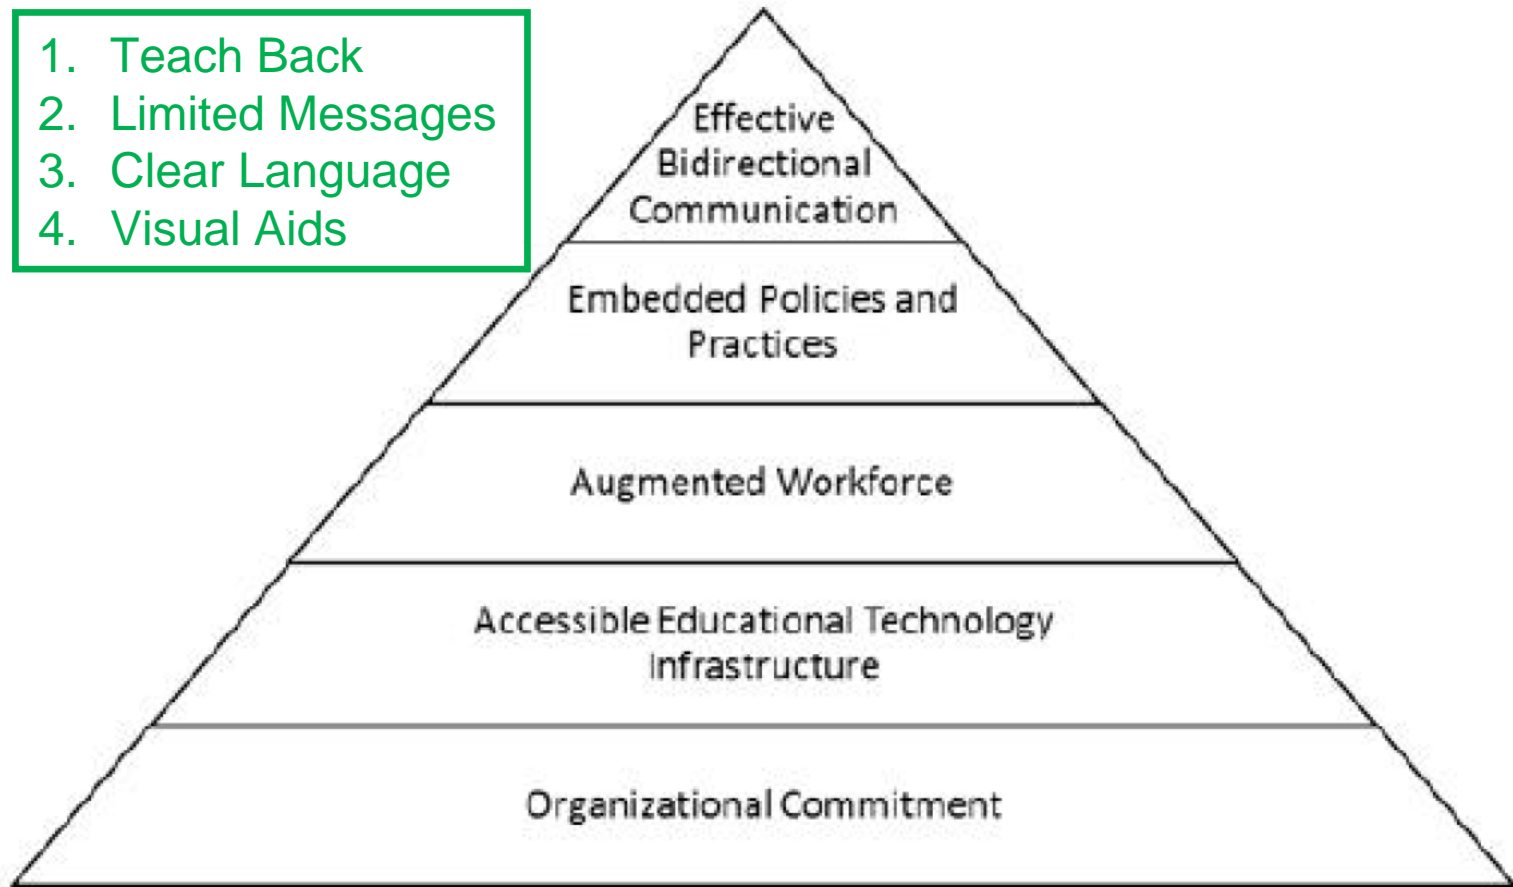 1. Teach Back
2. Limited Messages
3. Clear Language
4. Visual Aids
Effective
Bidirectional
Communication
Embedded Policies and
Practices
Augmented Workforce
Accessible Educational Technology
Infrastructure
Organizational Commitment